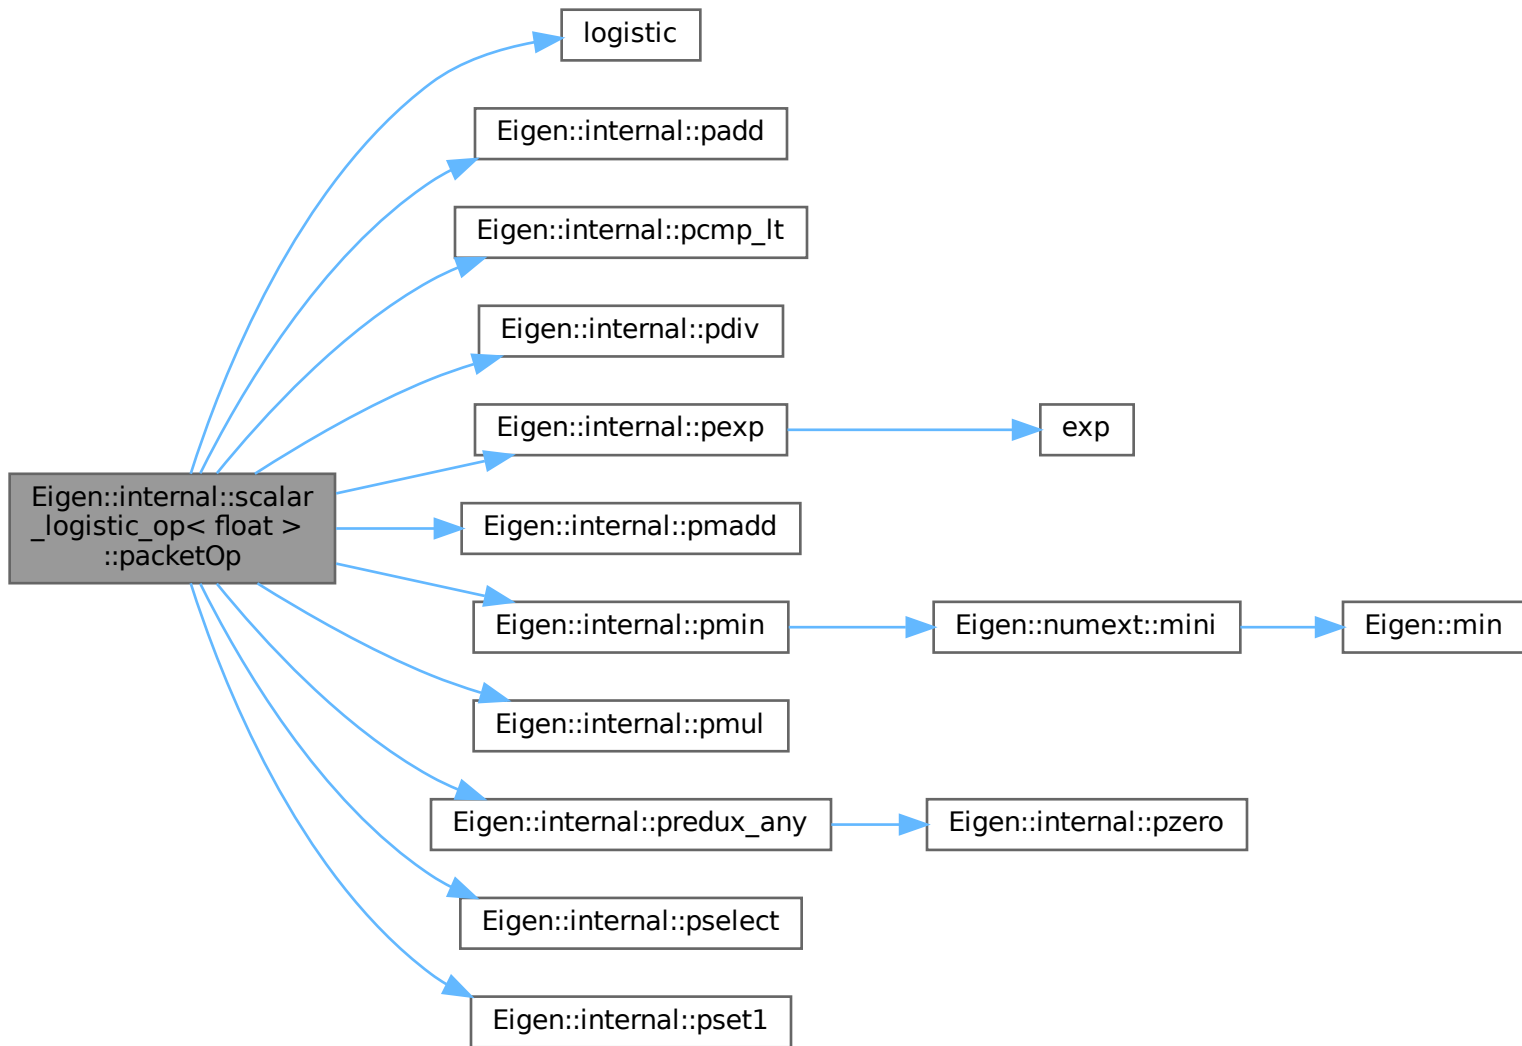 logistic
Eigen::internal::padd
Eigen::internal::pcmp_lt
Eigen::internal::pdiv
Eigen::internal::pexp
exp
Eigen::internal::scalar
_logistic_op< float >
::packetOp
Eigen::internal::pmadd
Eigen::internal::pmin
Eigen::numext::mini
Eigen::min
Eigen::internal::pmul
Eigen::internal::predux_any
Eigen::internal::pzero
Eigen::internal::pselect
Eigen::internal::pset1